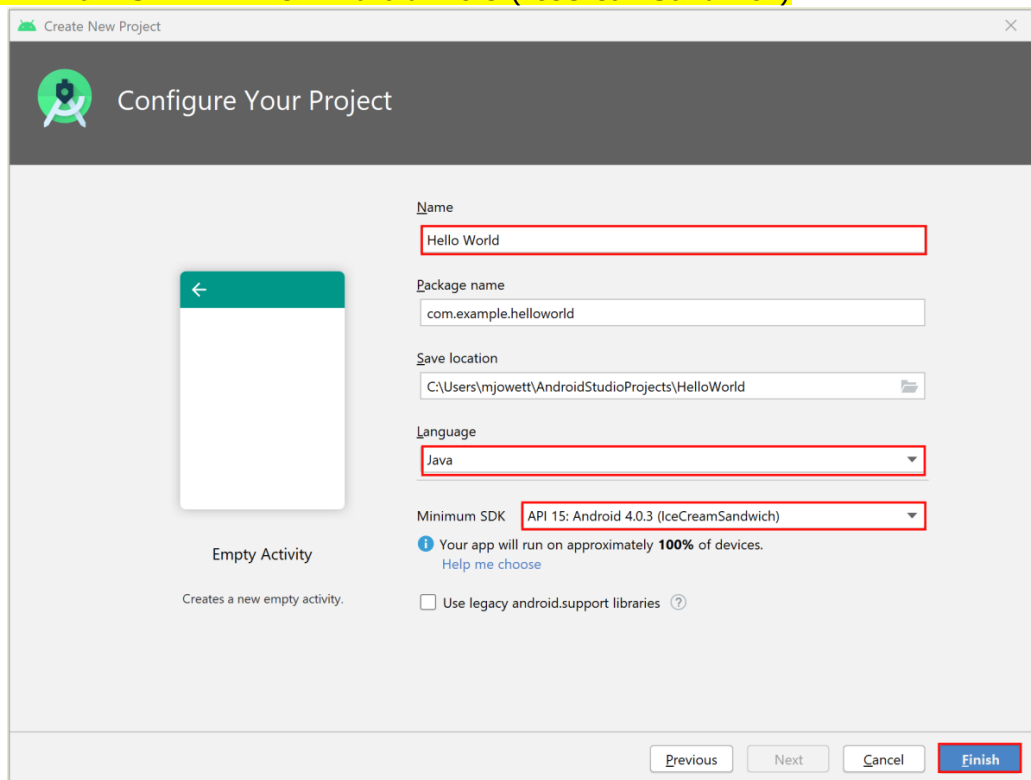 Create New Project
Configure Your Project
Name
Hello World
Package name
com.example.helloworld
Save location
C:\Users\mjowett\AndroidStudioProjects\HelloWorld
Language
Java
Minimum SDK API 15: Android 4.0.3 (IceCreamSandwich)
Your app will run on approximately 100% of devices.
Help me choose
Empty Activity
Creates a new empty activity.
Use legacy android.support libraries ?
Previous Next Cancel Finish